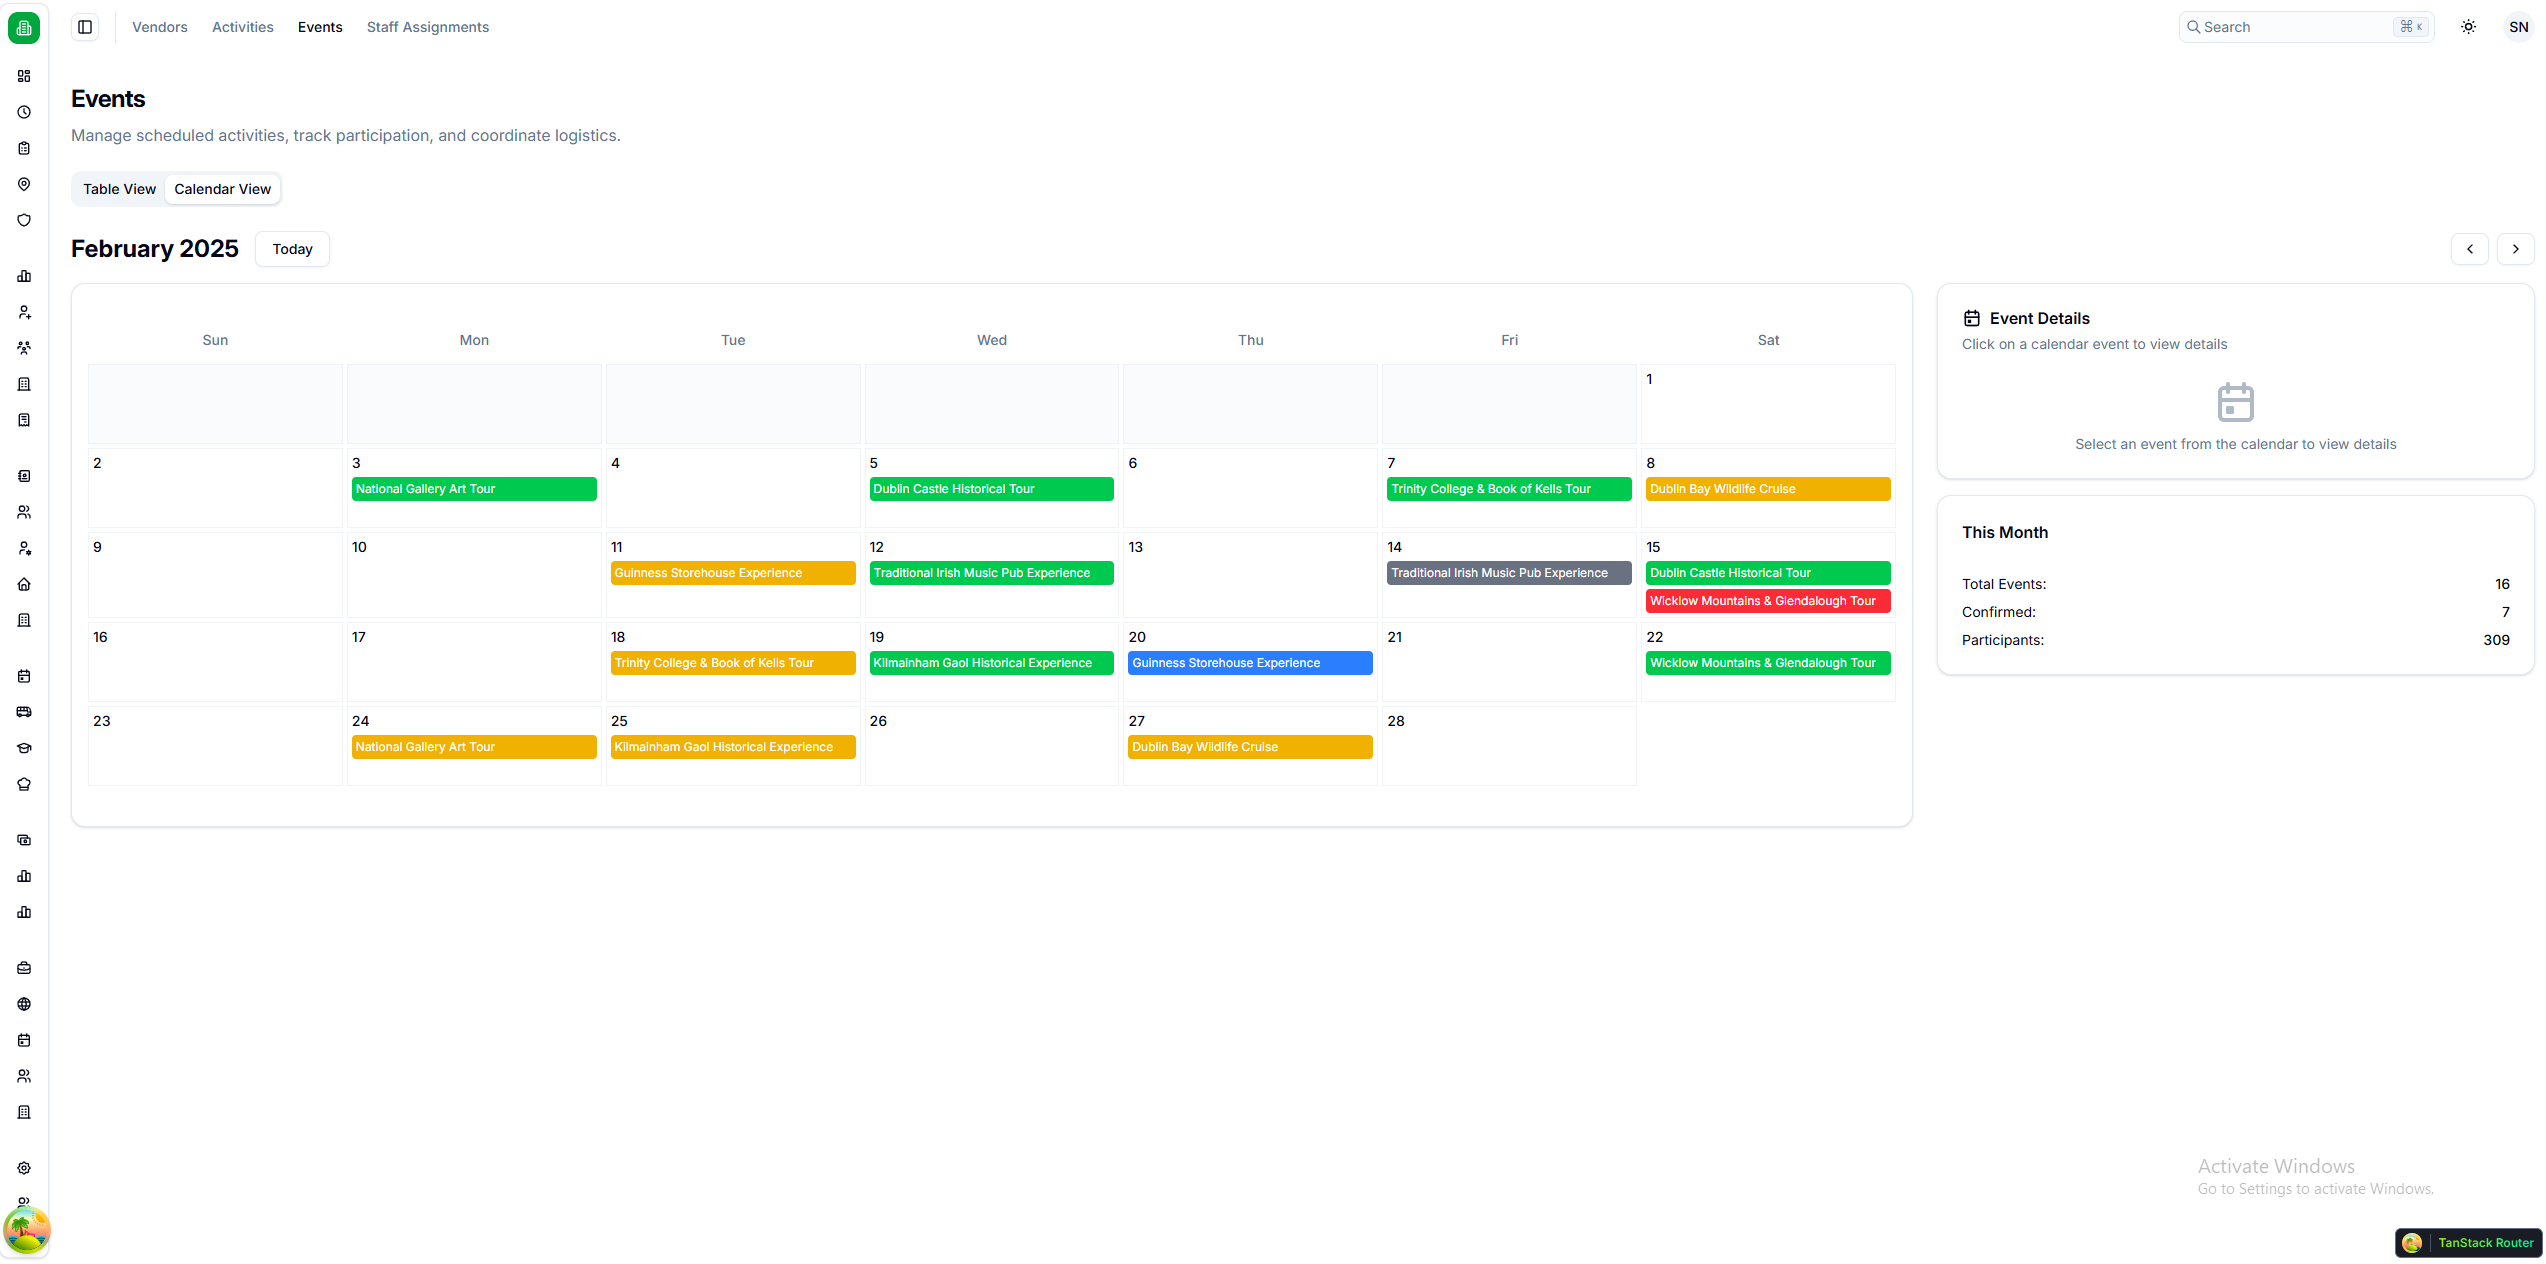 Vendors Activities Events Staff Assignments Search ⌘ K SN
Events
Manage scheduled activities, track participation, and coordinate logistics.
Table View Calendar View
February 2025 Today
Sun Mon Tue Wed Thu Fri Sat
1
2 3 4 5 6 7 8
National Gallery Art Tour Dublin Castle Historical Tour Trinity College & Book of Kells Tour Dublin Bay Wildlife Cruise
9 10 11 12 13 14 15
Guinness Storehouse Experience Traditional Irish Music Pub Experience Traditional Irish Music Pub Experience Dublin Castle Historical Tour
Wicklow Mountains & Glendalough Tour
16 17 18 19 20 21 22
Trinity College & Book of Kells Tour Kilmainham Gaol Historical Experience Guinness Storehouse Experience Wicklow Mountains & Glendalough Tour
23 24 25 26 27 28
National Gallery Art Tour Kilmainham Gaol Historical Experience Dublin Bay Wildlife Cruise
Event Details
Click on a calendar event to view details
Select an event from the calendar to view details
This Month
Total Events: 16
Confirmed: 7
Participants: 309
Activate Windows
Go to Settings to activate Windows.
TanStack Router